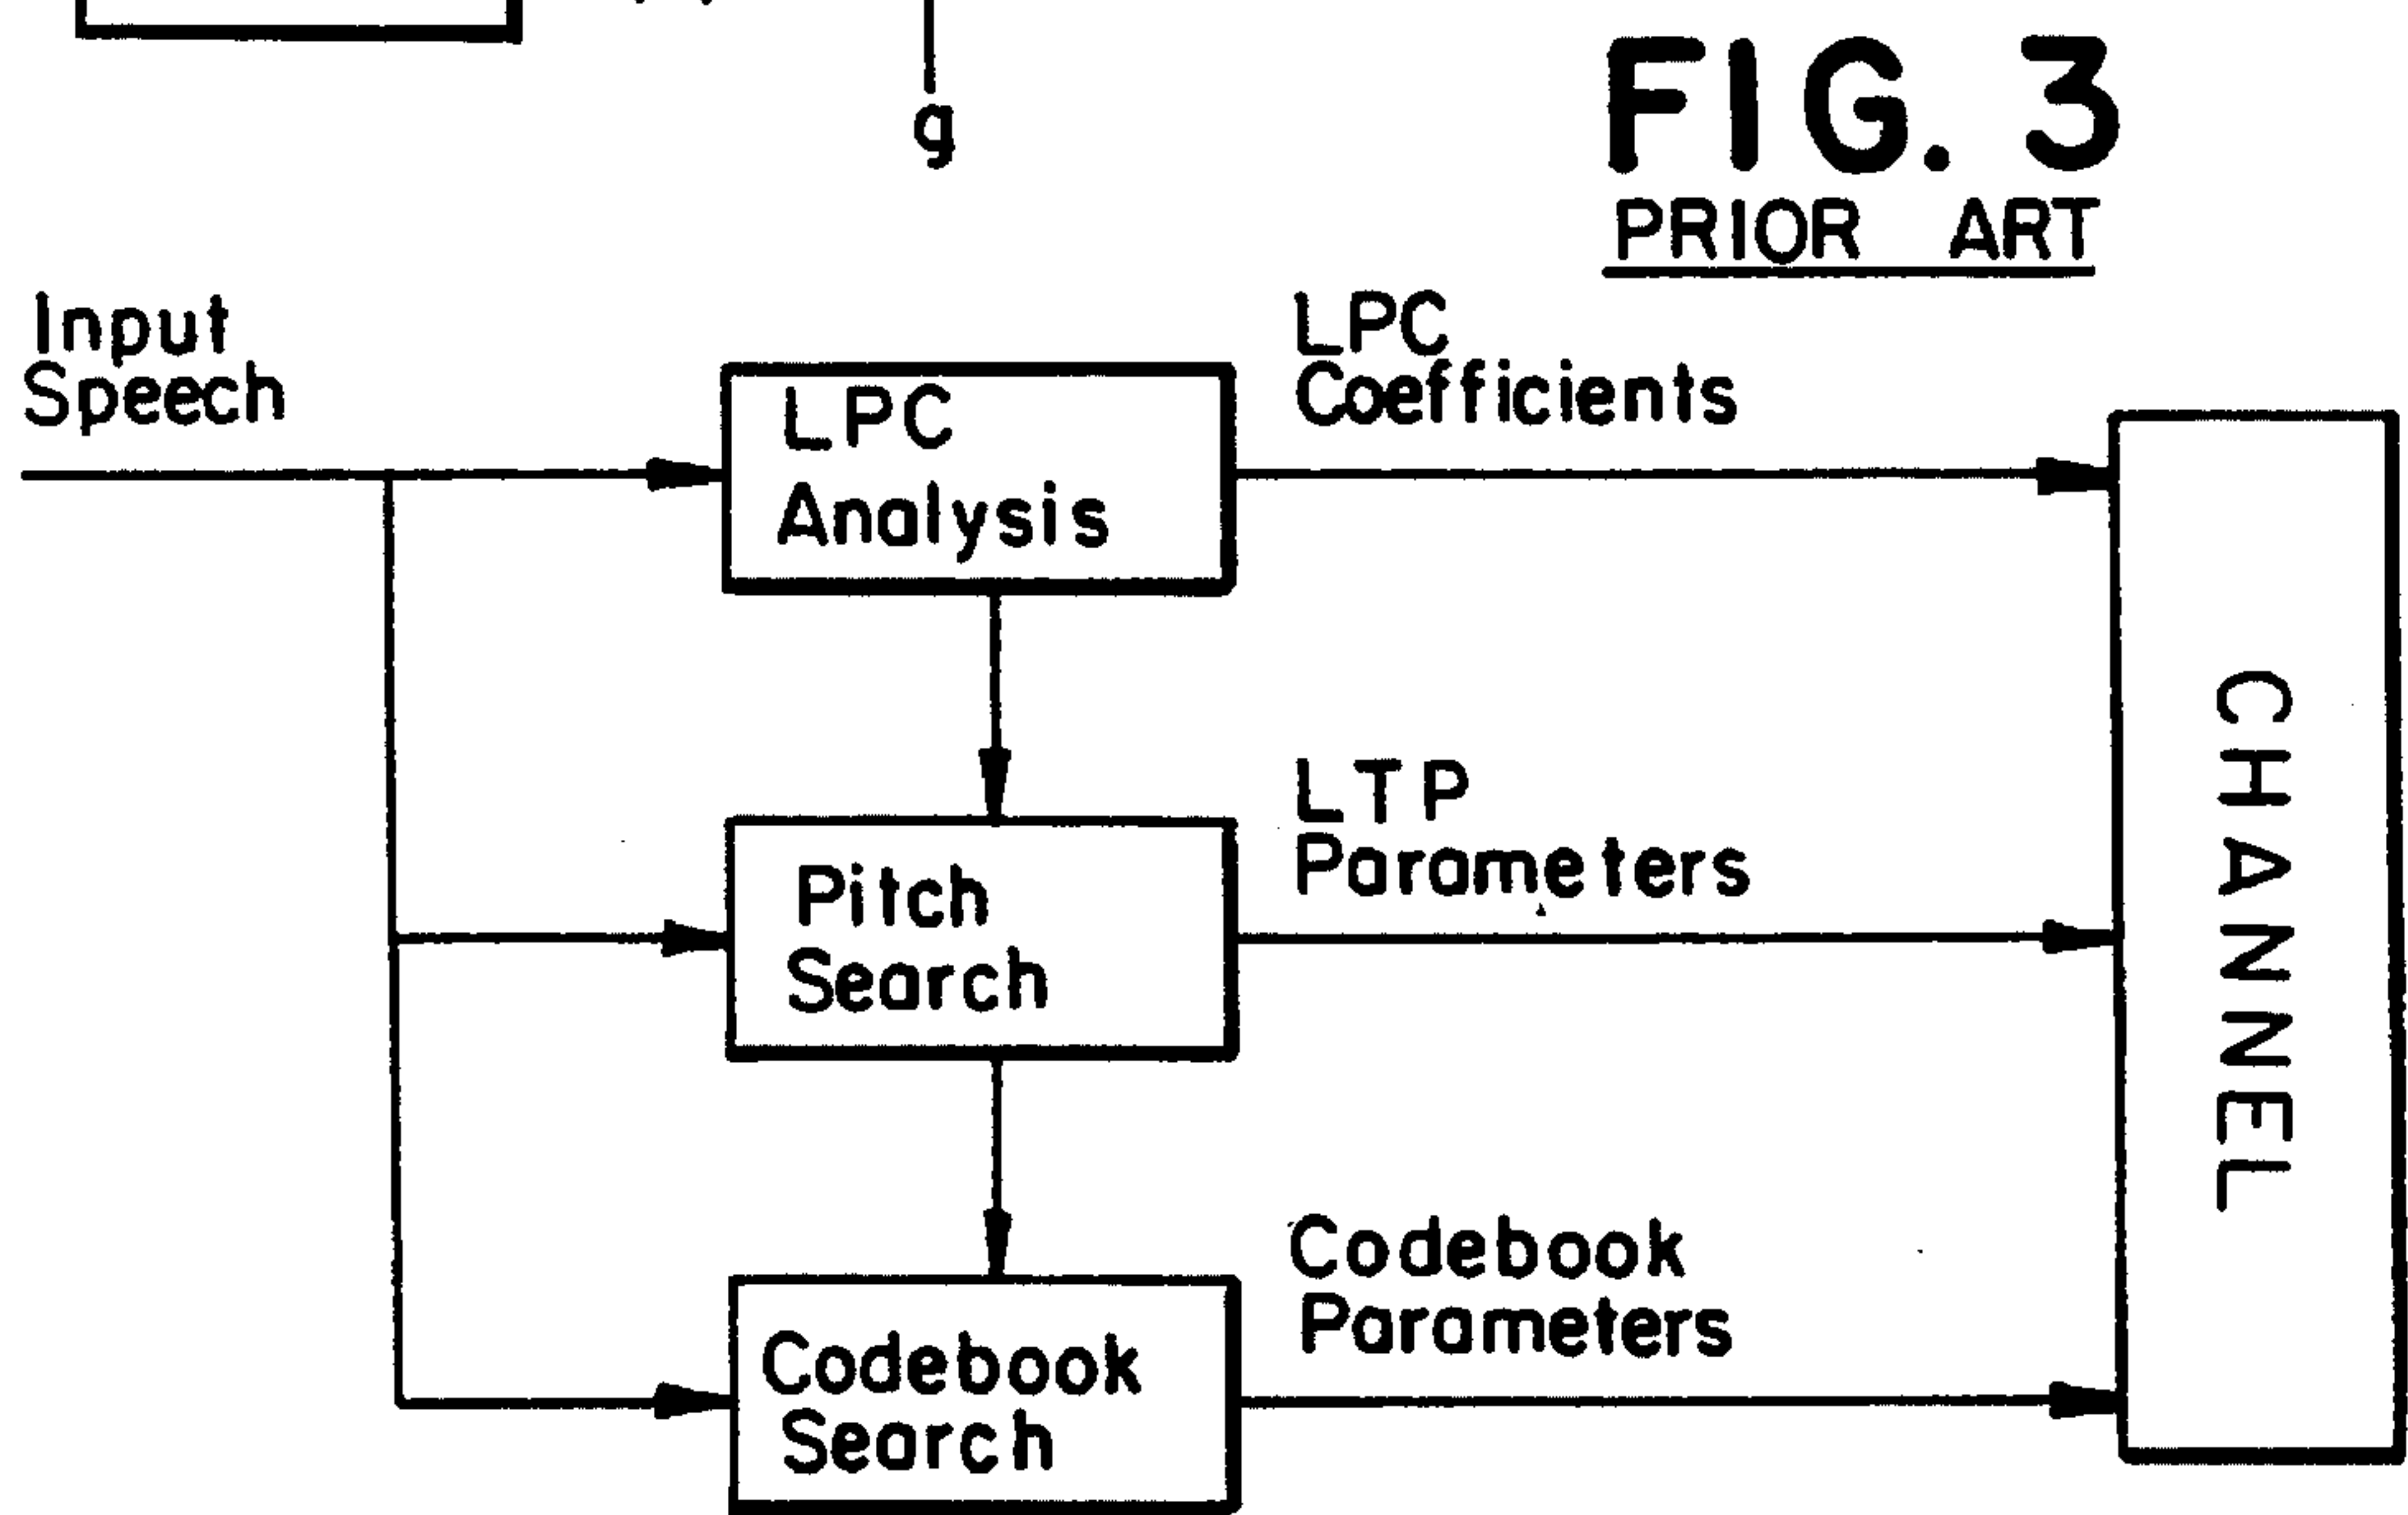 g
FIG. 3
PRIOR ART
Input
Speech
LPC
Analysis
LPC
Coefficients
Pitch
Search
LTP
Parameters
Codebook
Search
Codebook
Parameters
CHANNEL